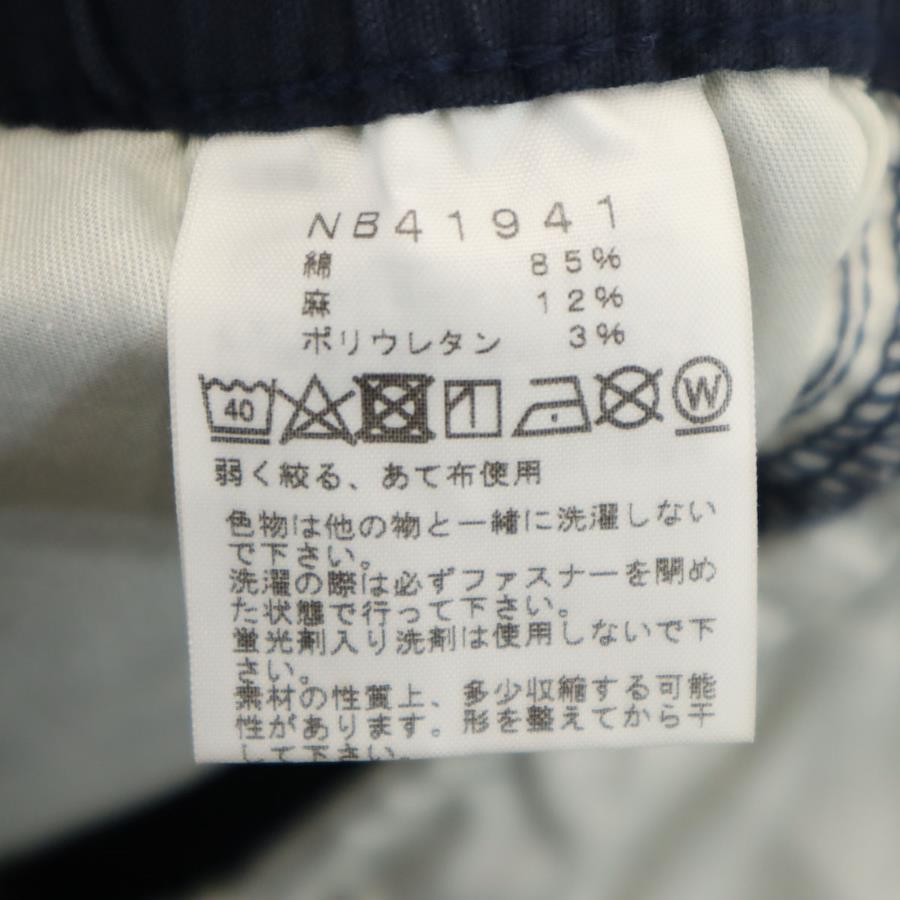 NB41941
綿 85%
麻 12%
ポリウレタン 3%
40 W
弱く絞る、あて布使用
色物は他の物と一緒に洗濯しない
で下さい。
洗濯の際は必ずファスナーを閉め
た状態で行って下さい。
蛍光剤入り洗剤は使用しないで下
さい。
素材の性質上、多少収縮する可能
性があります。形を整えてから干
して下さい。